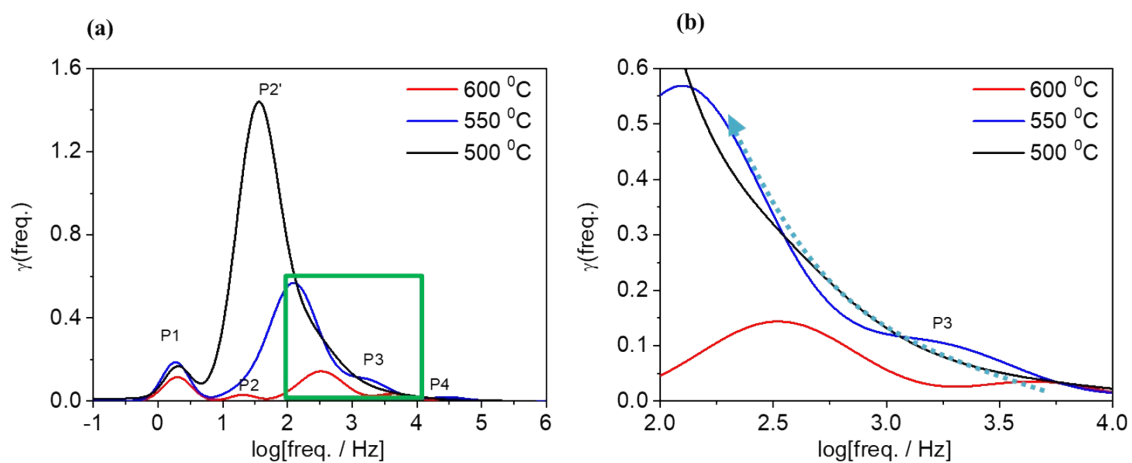 (a)
1.6
1.2
0.8
0.4
0.0
-1 0 1 2 3 4 5 6
γ(freq.)
log[freq. / Hz]
P2'
P1
P2
P3
P4
600 ⁰C
550 ⁰C
500 ⁰C
(b)
0.6
0.5
0.4
0.3
0.2
0.1
0.0
2.0 2.5 3.0 3.5 4.0
γ(freq.)
log[freq. / Hz]
600 ⁰C
550 ⁰C
500 ⁰C
P3